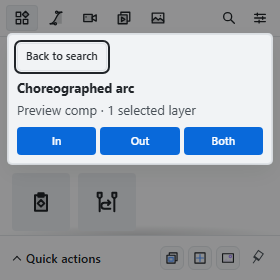 Back to search
Choreographed arc
Preview comp · 1 selected layer
In Out Both
Quick actions